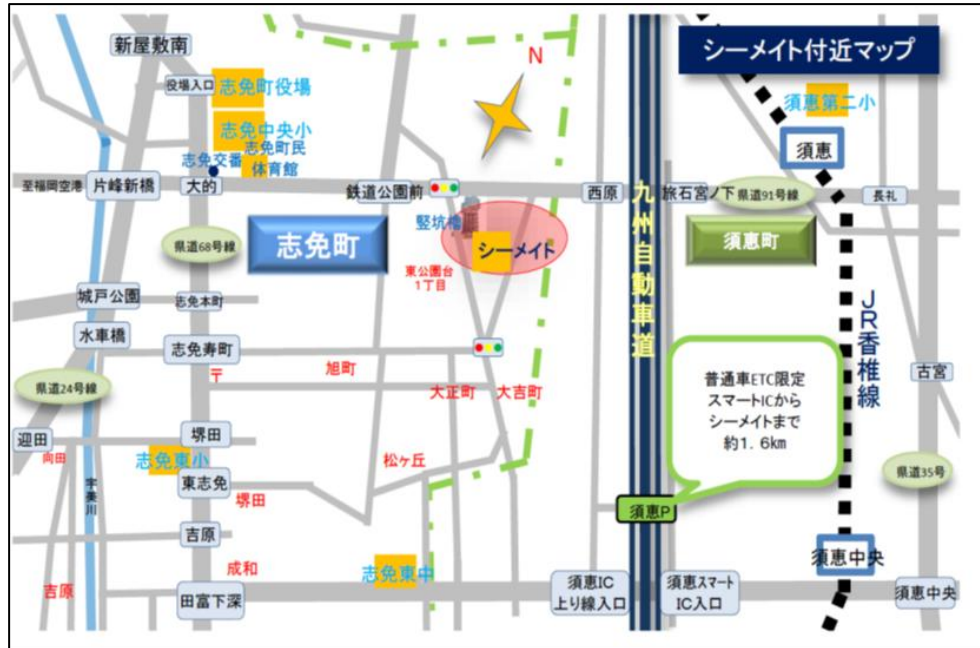 シーメイト付近マップ
新屋敷南
N
役場入口
志免町役場
須恵第二小
志免中央小
志免交番
志免町民
体育館
須恵
至福岡空港
片峰新橋
大的
鉄道公園前
西原
旅石宮ノ下
県道91号線
長礼
県道68号線
志免町
竪坑櫓
シーメイト
九州自動車道
須恵町
東公園台
1丁目
城戸公園
志免本町
JR香椎線
水車橋
志免寿町
旭町
〒
大正町
大吉町
県道24号線
古宮
普通車ETC限定
スマートICから
シーメイトまで
約1.6km
迎田
向田
堺田
志免東小
松ヶ丘
県道35号
東志免
堺田
宇美川
須恵P
吉原
成和
志免東中
須恵中央
吉原
田富下深
須恵IC
上り線入口
須恵スマート
IC入口
須恵中央